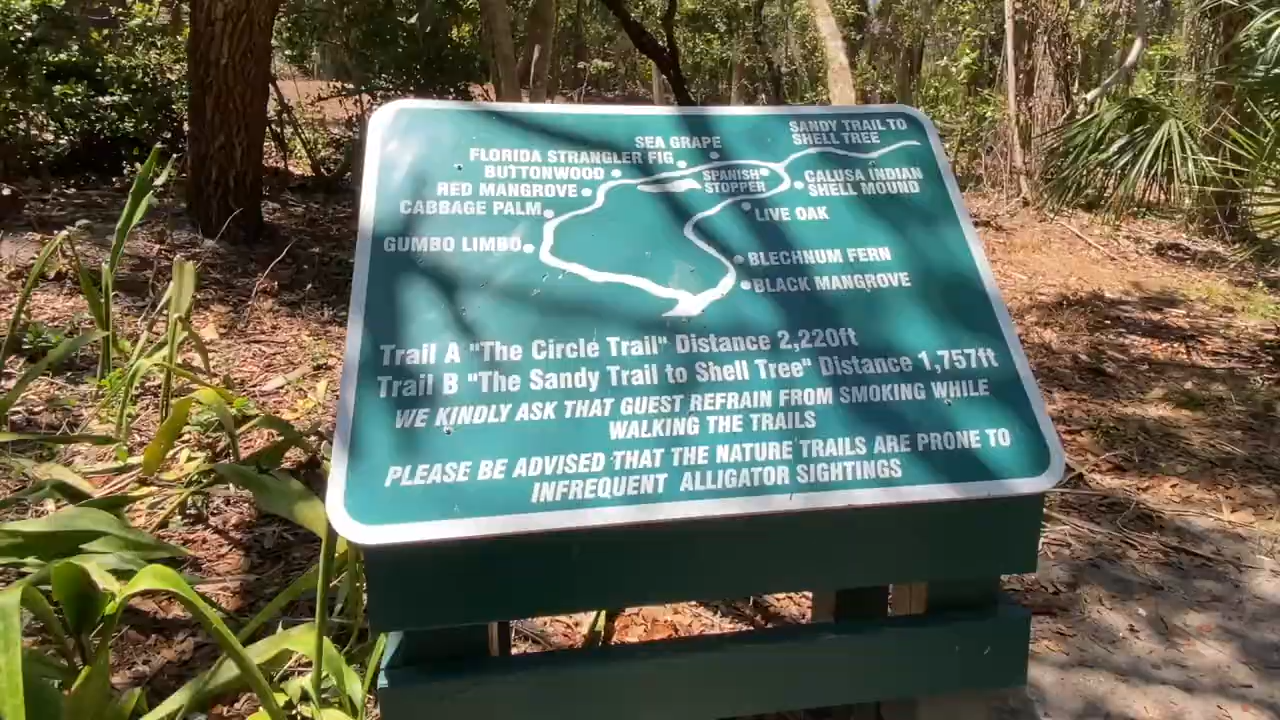 SEA GRAPE
SANDY TRAIL TO
SHELL TREE
FLORIDA STRANGLER FIG
BUTTONWOOD
SPANISH
STOPPER
CALUSA INDIAN
SHELL MOUND
RED MANGROVE
CABBAGE PALM
LIVE OAK
GUMBO LIMBO
BLECHNUM FERN
BLACK MANGROVE
Trail A "The Circle Trail" Distance 2,220ft
Trail B "The Sandy Trail to Shell Tree" Distance 1,757ft
WE KINDLY ASK THAT GUEST REFRAIN FROM SMOKING WHILE
WALKING THE TRAILS
PLEASE BE ADVISED THAT THE NATURE TRAILS ARE PRONE TO
INFREQUENT ALLIGATOR SIGHTINGS